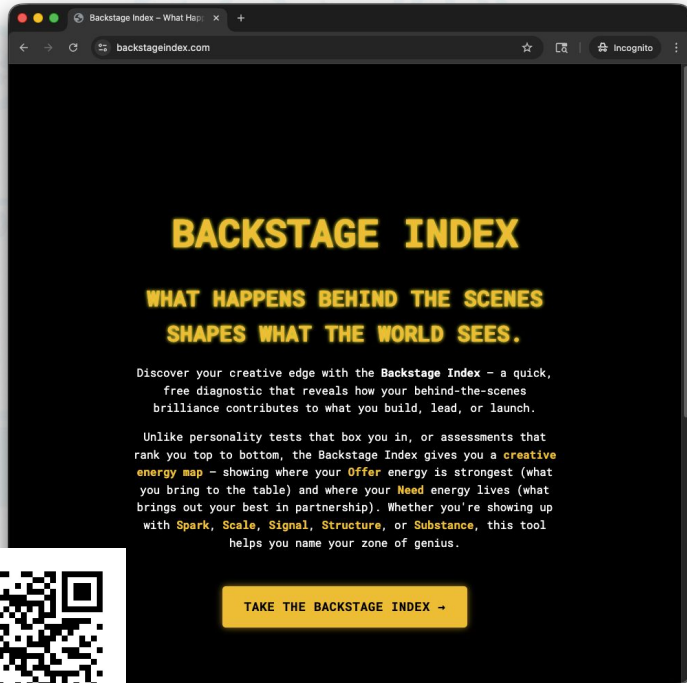 Backstage Index – What Hap
backstageindex.com
Incognito
BACKSTAGE INDEX
WHAT HAPPENS BEHIND THE SCENES
SHAPES WHAT THE WORLD SEES.
Discover your creative edge with the Backstage Index – a quick,
free diagnostic that reveals how your behind-the-scenes
brilliance contributes to what you build, lead, or launch.
Unlike personality tests that box you in, or assessments that
rank you top to bottom, the Backstage Index gives you a creative
energy map – showing where your Offer energy is strongest (what
you bring to the table) and where your Need energy lives (what
brings out your best in partnership). Whether you're showing up
with Spark, Scale, Signal, Structure, or Substance, this tool
helps you name your zone of genius.
TAKE THE BACKSTAGE INDEX →